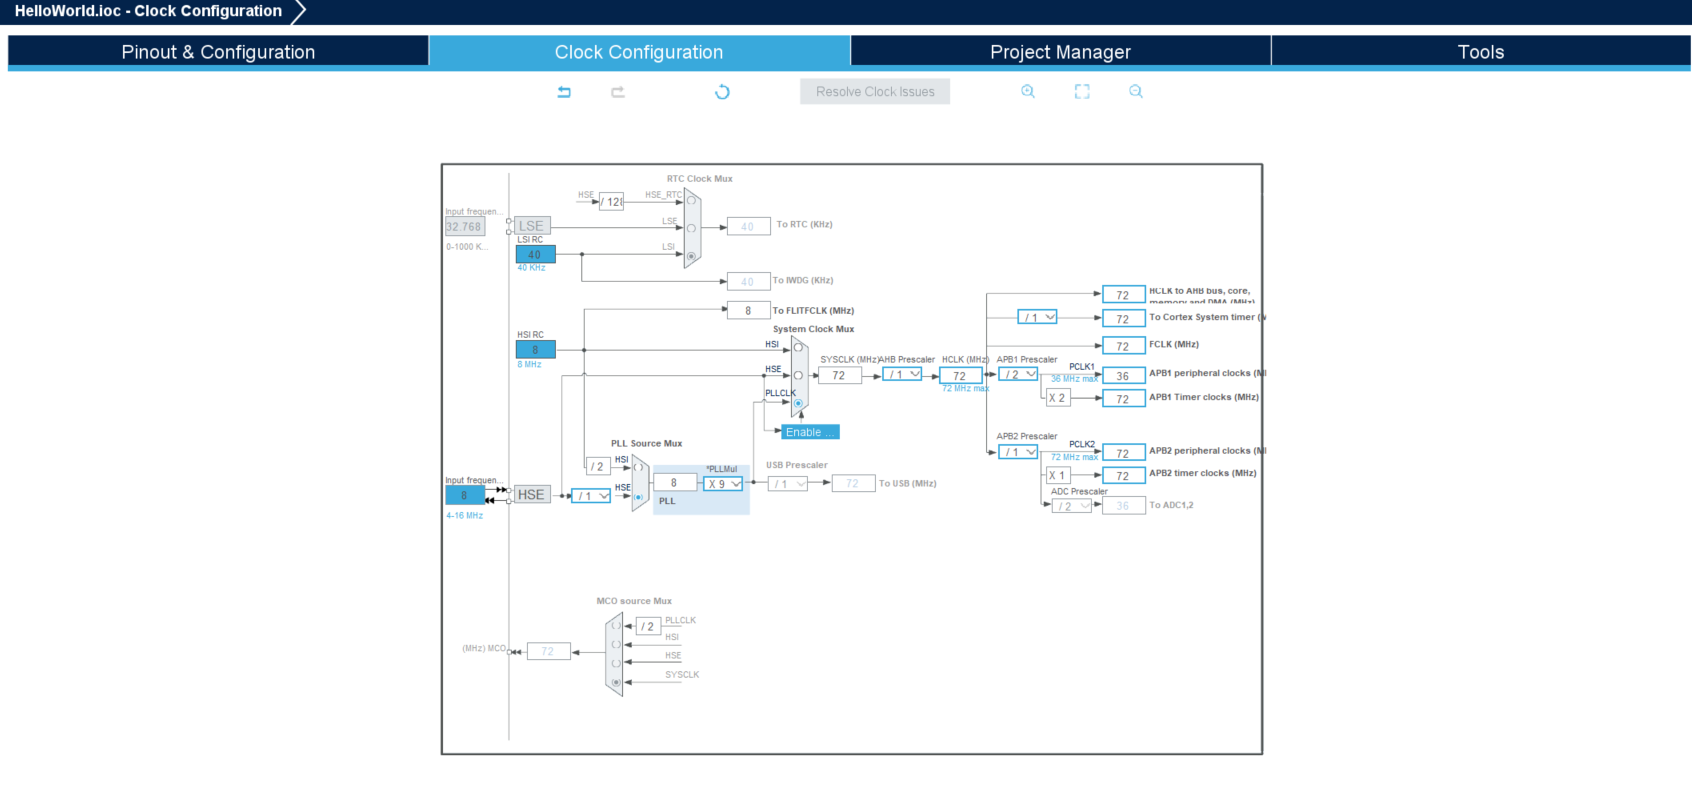 HelloWorld.ioc - Clock Configuration
Pinout & Configuration
Clock Configuration
Project Manager
Tools
Resolve Clock Issues
RTC Clock Mux
HSE
/ 128
HSE_RTC
Input frequen...
32.768
LSE
LSE
40
To RTC (KHz)
0-1000 K...
LSI RC
LSI
40
40 KHz
40
To IWDG (KHz)
8
To FLITFCLK (MHz)
System Clock Mux
HSI RC
8
8 MHz
HSI
HSE
PLLCLK
Enable ...
SYSCLK (MHz)
72
AHB Prescaler
/ 1
HCLK (MHz)
72
72 MHz max
APB1 Prescaler
/ 2
PCLK1
36 MHz max
X 2
72
HCLK to AHB bus, core,
memory and DMA (MHz)
/ 1
72
To Cortex System timer (
72
FCLK (MHz)
36
APB1 peripheral clocks (M
72
APB1 Timer clocks (MHz)
APB2 Prescaler
/ 1
PCLK2
72 MHz max
72
APB2 peripheral clocks (M
X 1
72
APB2 timer clocks (MHz)
ADC Prescaler
/ 2
36
To ADC1,2
PLL Source Mux
/ 2
HSI
Input frequen...
8
4-16 MHz
HSE
/ 1
HSE
8
*PLLMul
X 9
PLL
USB Prescaler
/ 1
72
To USB (MHz)
MCO source Mux
/ 2
PLLCLK
HSI
HSE
SYSCLK
(MHz) MCO
72